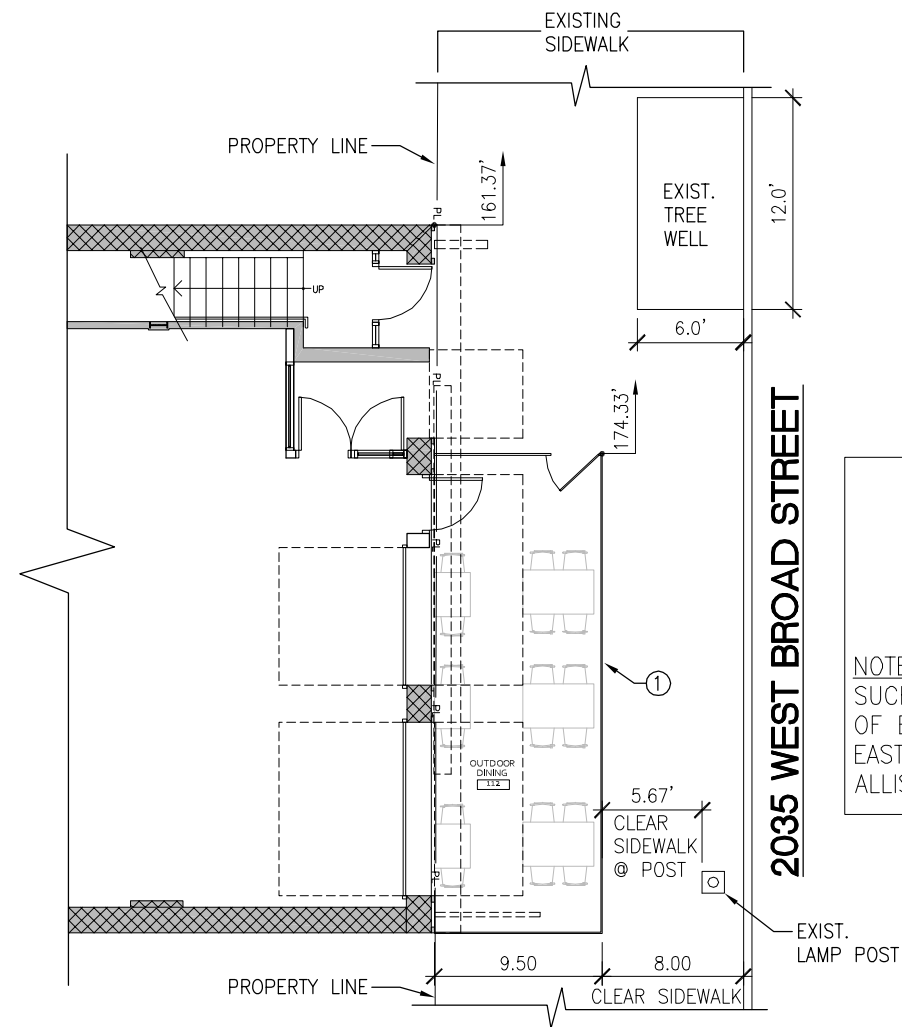 EXISTING
SIDEWALK
PROPERTY LINE
161.37'
PL
EXIST.
TREE
WELL
12.0'
6.0'
UP
PL
174.33'
2035 WEST BROAD STREET
PL
1
NOTE
OF
EAST
ALLIS
PL
OUTDOOR
DINING
112
5.67'
CLEAR
SIDEWALK
@ POST
PL
EXIST.
LAMP POST
9.50
8.00
PROPERTY LINE
CLEAR SIDEWALK